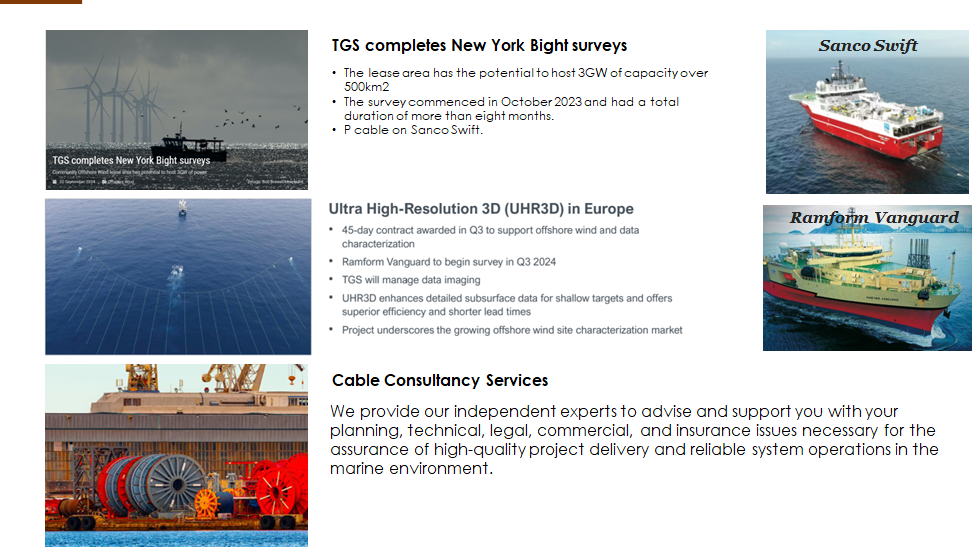 TGS completes New York Bight surveys
• The lease area has the potential to host 3GW of capacity over
500km2
• The survey commenced in October 2023 and had a total
duration of more than eight months.
• P cable on Sanco Swift.
Sanco Swift
TGS completes New York Bight surveys
Community Offshore Wind lease area has potential to host 3GW of power
Ultra High-Resolution 3D (UHR3D) in Europe
• 45-day contract awarded in Q3 to support offshore wind and data
characterization
• Ramform Vanguard to begin survey in Q3 2024
• TGS will manage data imaging
• UHR3D enhances detailed subsurface data for shallow targets and offers
superior efficiency and shorter lead times
• Project underscores the growing offshore wind site characterization market
Ramform Vanguard
Cable Consultancy Services
We provide our independent experts to advise and support you with your
planning, technical, legal, commercial, and insurance issues necessary for the
assurance of high-quality project delivery and reliable system operations in the
marine environment.